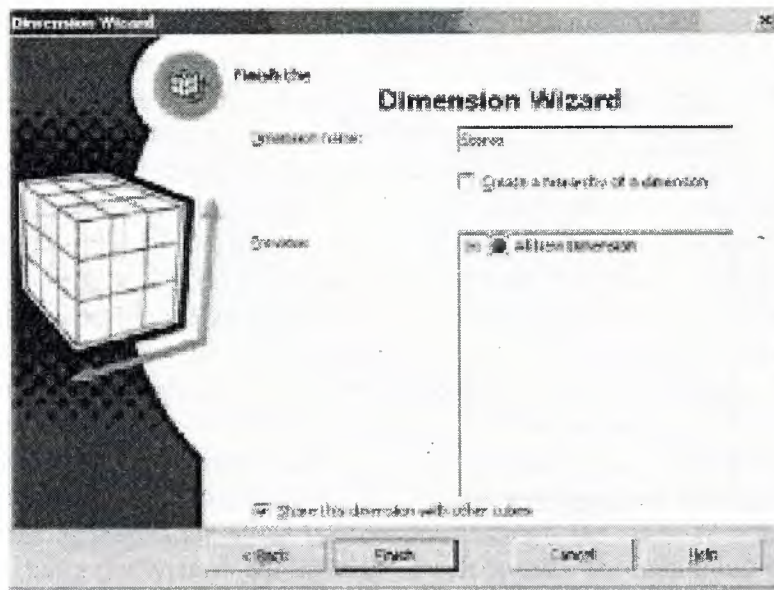 Dimension Wizard
Finish the
Dimension Wizard
Dimension name:
Stores
Create a hierarchy of a dimension
Preview:
All New Dimension
Share this dimension with other cubes
< Back
Finish
Cancel
Help